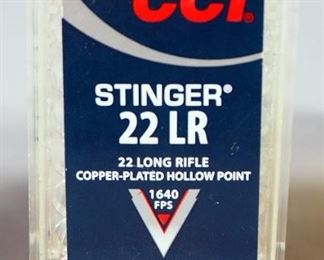 CCI®
STINGER®
22 LR
22 LONG RIFLE
COPPER-PLATED HOLLOW POINT
1640
FPS